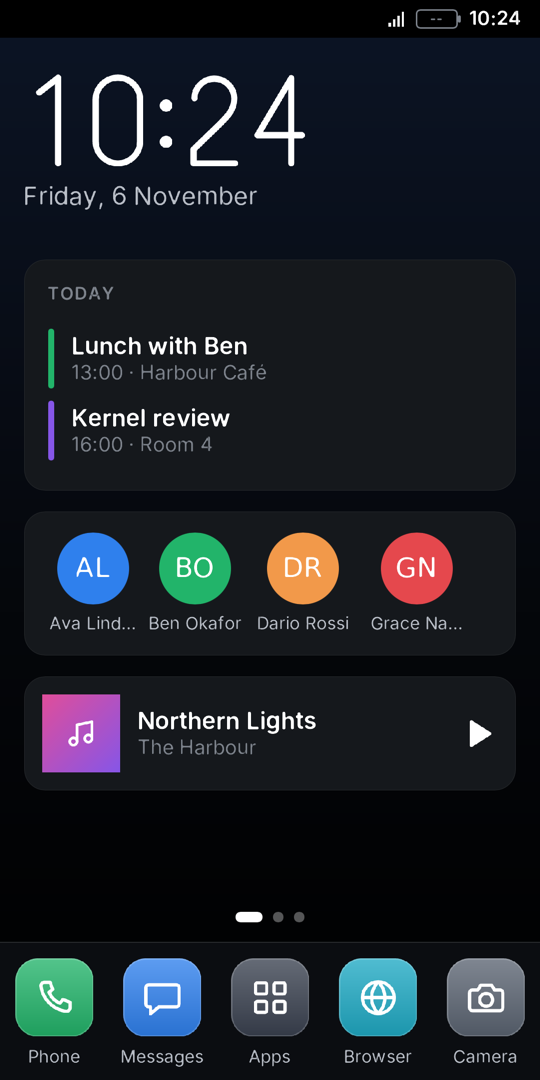 -- 10:24
10:24
Friday, 6 November
TODAY
Lunch with Ben
13:00 · Harbour Café
Kernel review
16:00 · Room 4
AL BO DR GN
Ava Lind... Ben Okafor Dario Rossi Grace Na...
Northern Lights
The Harbour
Phone Messages Apps Browser Camera